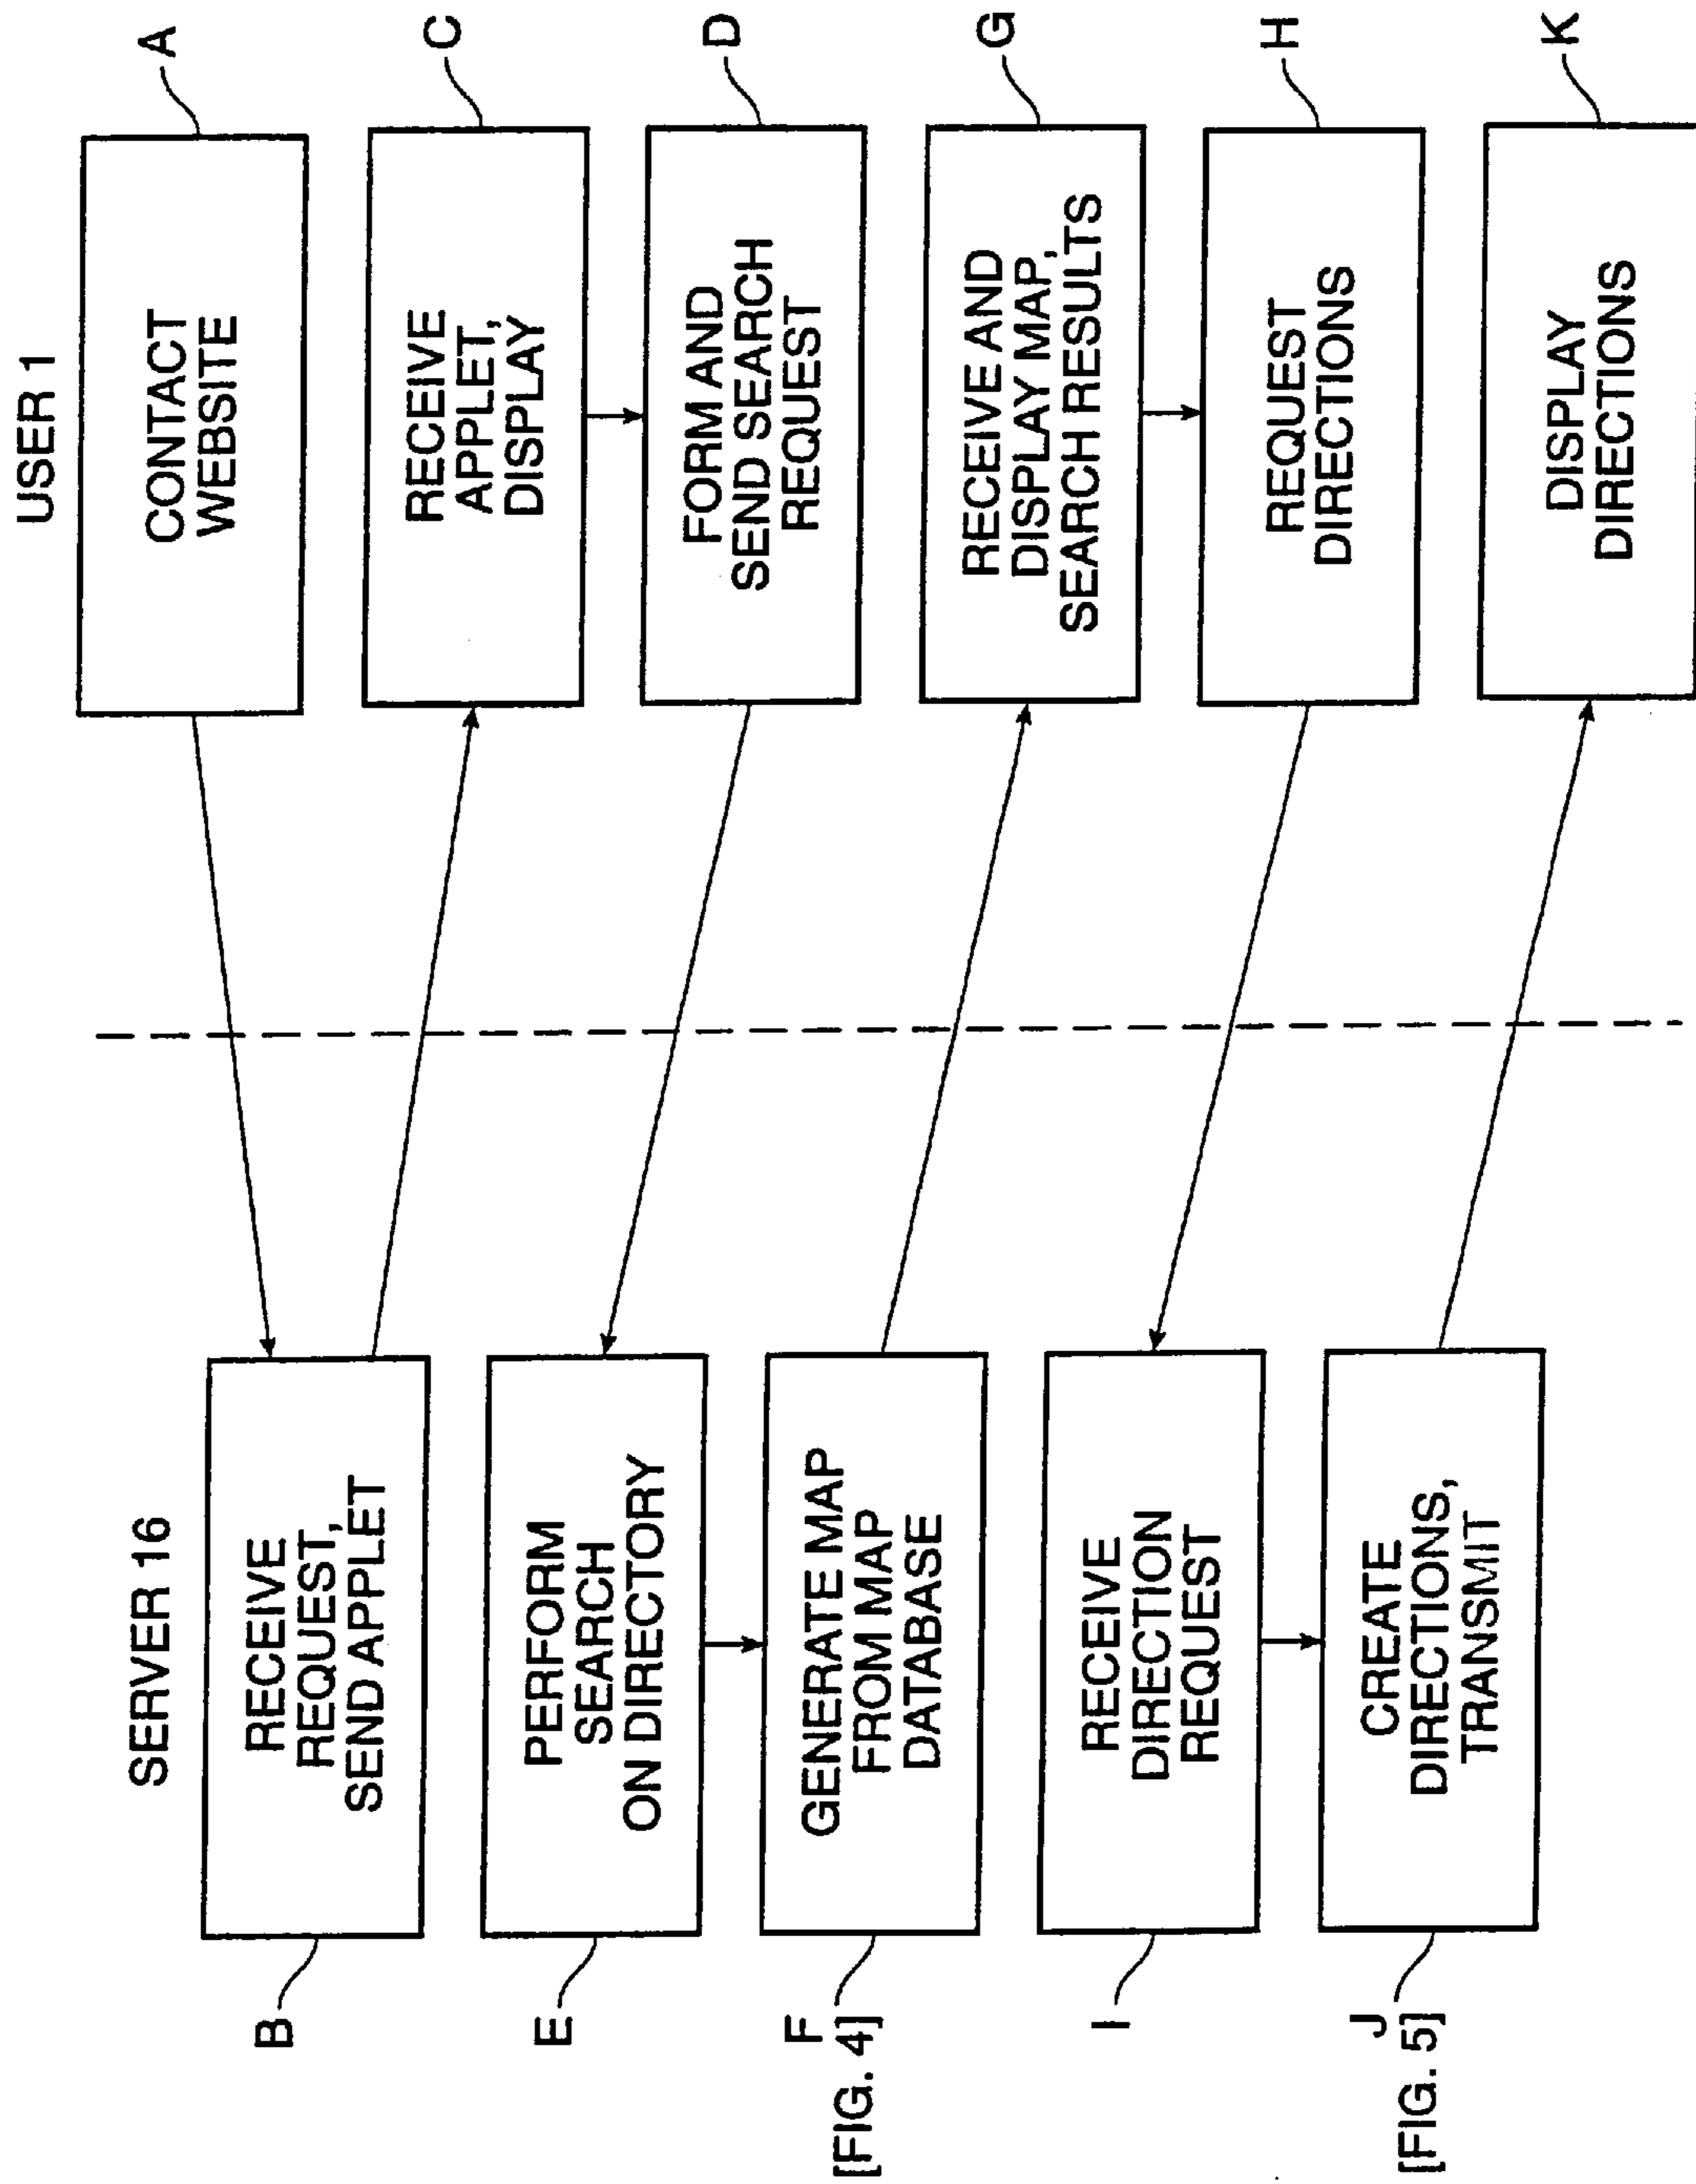 SERVER 16
USER 1
A
CONTACT
WEBSITE
B
RECEIVE
REQUEST,
SEND APPLET
C
RECEIVE
APPLET,
DISPLAY
D
FORM AND
SEND SEARCH
REQUEST
E
PERFORM
SEARCH
ON DIRECTORY
F
[FIG. 4]
GENERATE MAP
FROM MAP
DATABASE
G
RECEIVE AND
DISPLAY MAP,
SEARCH RESULTS
H
REQUEST
DIRECTIONS
I
RECEIVE
DIRECTION
REQUEST
J
[FIG. 5]
CREATE
DIRECTIONS,
TRANSMIT
K
DISPLAY
DIRECTIONS